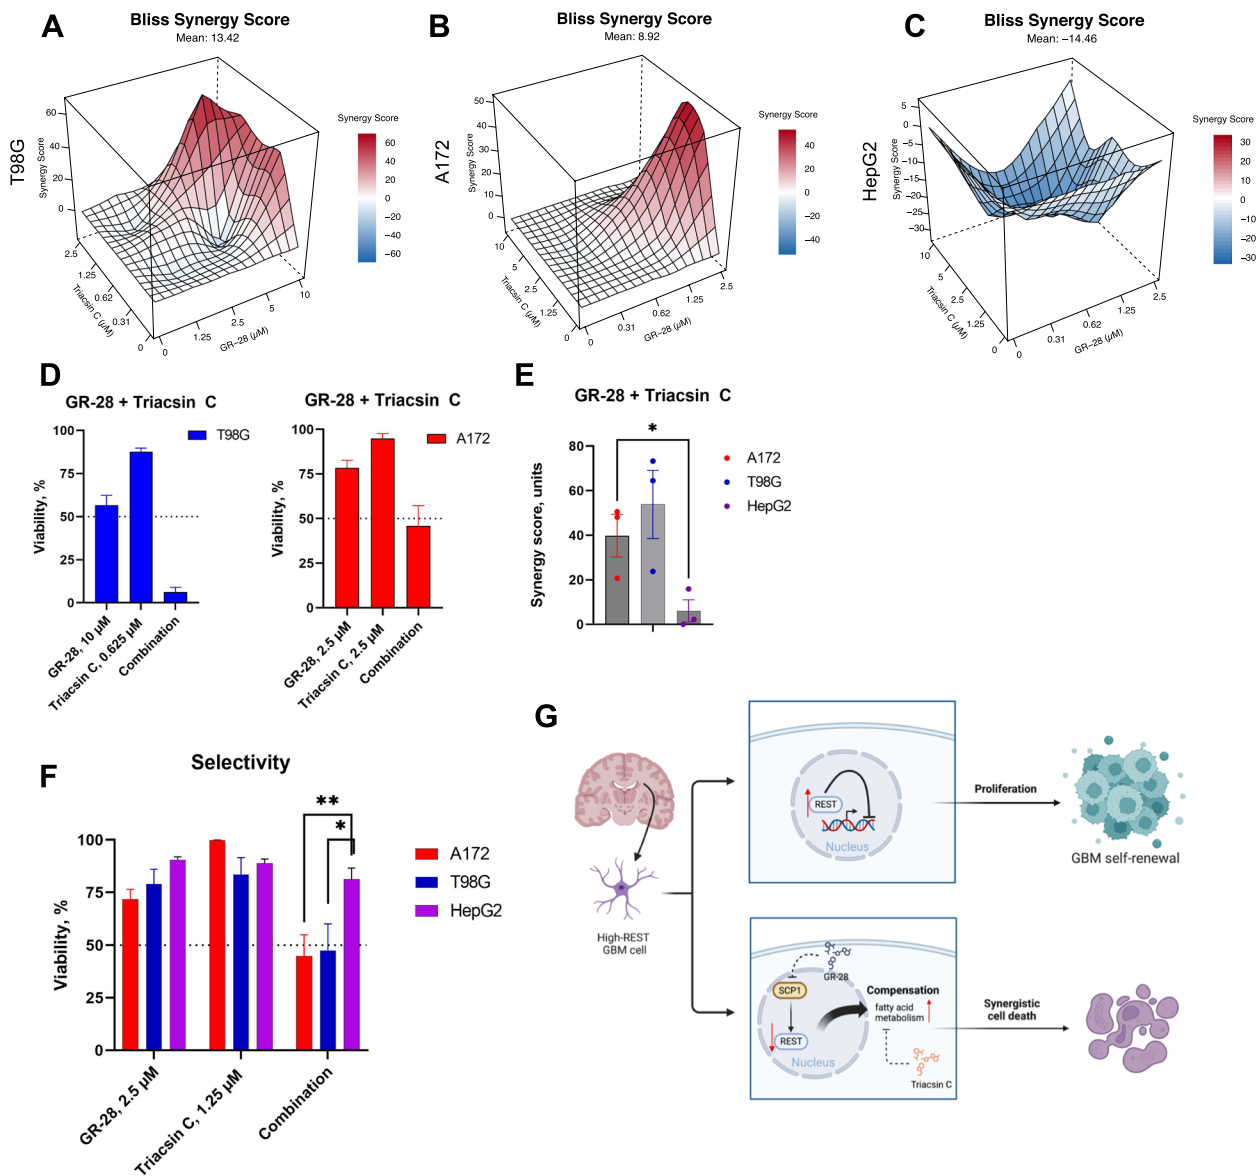 A
Bliss Synergy Score
Mean: 13.42
T98G
Synergy Score
60
40
20
0
2.5
1.25
0.62
0.31
0
Triacsin C (µM)
0
1.25
2.5
5
10
GR−28 (µM)
Synergy Score
60
40
20
0
−20
−40
−60
B
Bliss Synergy Score
Mean: 8.92
A172
Synergy Score
50
40
30
20
10
0
10
5
2.5
1.25
0
Triacsin C (µM)
0
0.31
0.62
1.25
2.5
GR−28 (µM)
Synergy Score
40
20
0
−20
−40
C
Bliss Synergy Score
Mean: −14.46
HepG2
Synergy Score
5
0
−5
−10
−15
−20
−25
−30
10
5
2.5
1.25
0
Triacsin C (µM)
0
0.31
0.62
1.25
2.5
GR−28 (µM)
Synergy Score
30
20
10
0
−10
−20
−30
D
GR-28 + Triacsin C
T98G
Viability, %
100
75
50
25
0
GR-28, 10 µM
Triacsin C, 0.625 µM
Combination
GR-28 + Triacsin C
A172
Viability, %
100
75
50
25
0
GR-28, 2.5 µM
Triacsin C, 2.5 µM
Combination
E
GR-28 + Triacsin C
*
Synergy score, units
80
60
40
20
0
A172
T98G
HepG2
F
Selectivity
**
*
Viability, %
100
75
50
25
0
GR-28, 2.5 µM
Triacsin C, 1.25 µM
Combination
A172
T98G
HepG2
G
High-REST
GBM cell
REST
Nucleus
Proliferation
GBM self-renewal
GR-28
SCP1
REST
Nucleus
Compensation
fatty acid
metabolism
Triacsin C
Synergistic
cell death